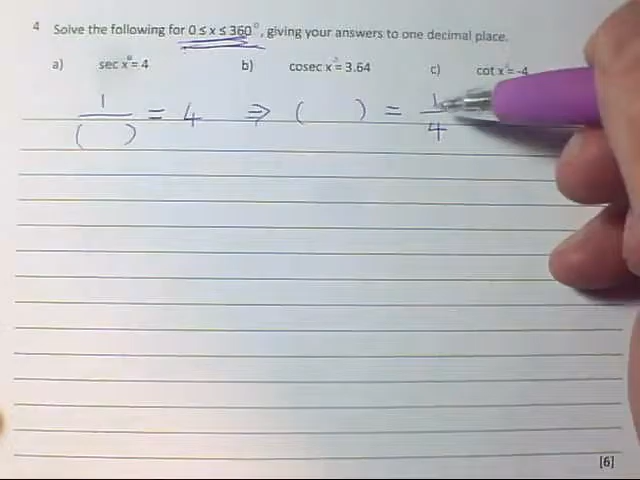 4 Solve the following for 0 ≤ x ≤ 360°, giving your answers to one decimal place.
a) sec x° = 4 b) cosec x° = 3.64 c) cot x° = -4
1/( ) = 4 ⇒ ( ) = 1/4
[6]